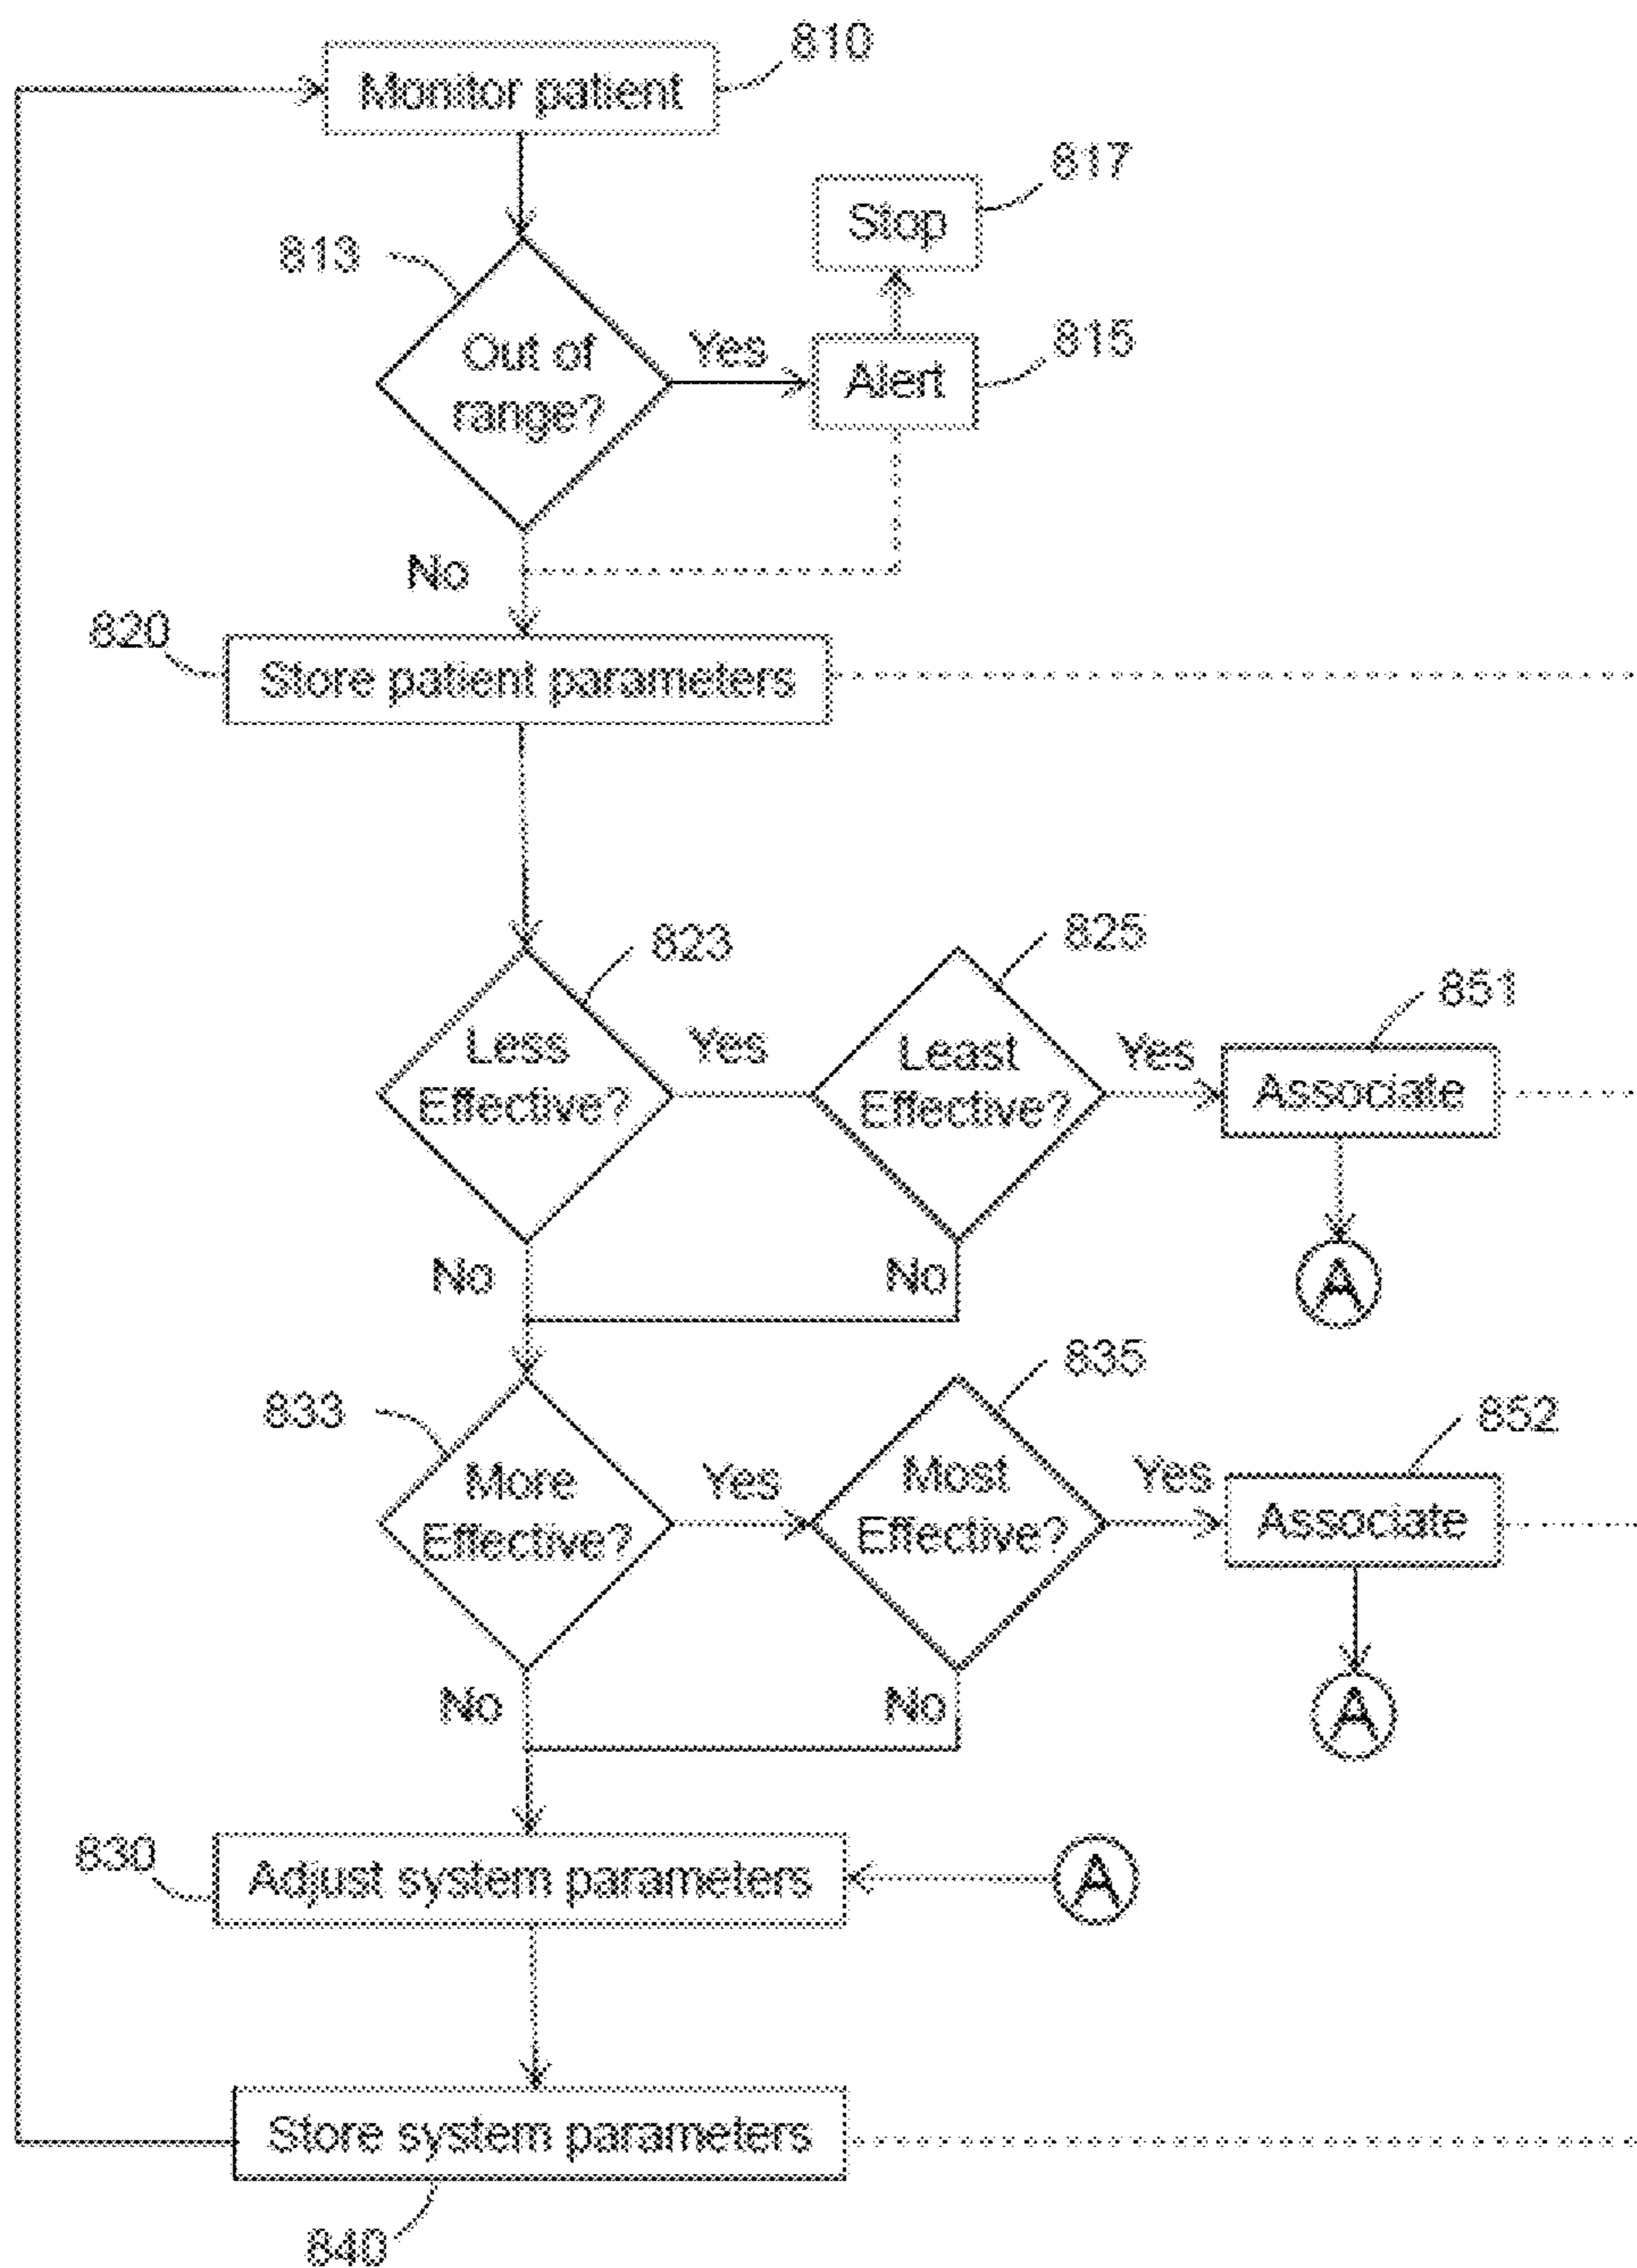 810
Monitor patient
817
Stop
813
Out of
range?
Yes
815
Alert
No
820
Store patient parameters
823
825
851
Less
Effective?
Yes
Least
Effective?
Yes
Associate
No
No
A
833
835
852
More
Effective?
Yes
Most
Effective?
Yes
Associate
No
No
A
830
Adjust system parameters
A
Store system parameters
840